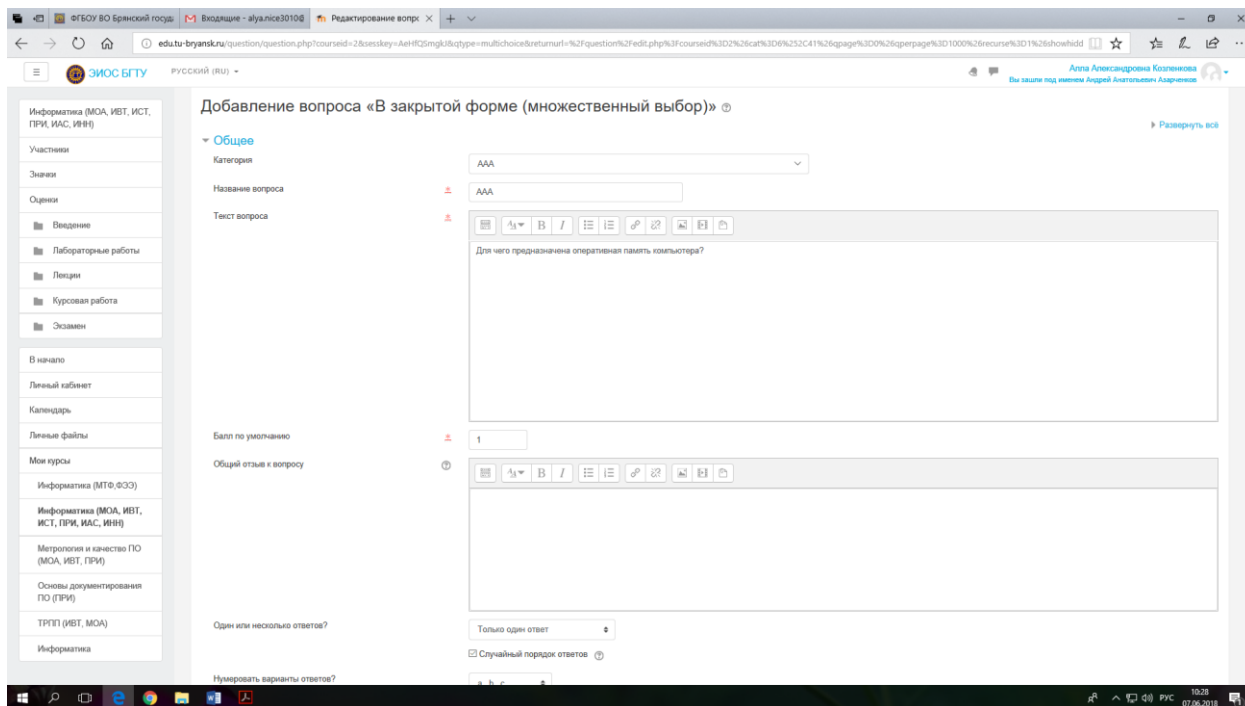 ФГБОУ ВО Брянский госуд
Входящие - alya.nice3010@
Редактирование вопрс
edu.tu-bryansk.ru/question/question.php?courseid=2&sesskey=AeHfQSmgkJ&qtype=multichoice&returnurl=%2Fquestion%2Fedit.php%3Fcourseid%3D2%26cat%3D6%252C41%26qpage%3D0%26qperpage%3D1000%26recurse%3D1%26showhidd
ЭИОС БГТУ
РУССКИЙ (RU)
Алла Александровна Козленкова
Вы зашли под именем Андрей Анатольевич Азарченков
Информатика (МОА, ИВТ, ИСТ,
ПРИ, ИАС, ИНН)
Участники
Значки
Оценки
Введение
Лабораторные работы
Лекции
Курсовая работа
Экзамен
В начало
Личный кабинет
Календарь
Личные файлы
Мои курсы
Информатика (МТФ,ФЭЭ)
Информатика (МОА, ИВТ,
ИСТ, ПРИ, ИАС, ИНН)
Метрология и качество ПО
(МОА, ИВТ, ПРИ)
Основы документирования
ПО (ПРИ)
ТРПП (ИВТ, МОА)
Информатика
Добавление вопроса «В закрытой форме (множественный выбор)»
Развернуть всё
Общее
Категория
ААА
Название вопроса
ААА
Текст вопроса
Для чего предназначена оперативная память компьютера?
Балл по умолчанию
1
Общий отзыв к вопросу
Один или несколько ответов?
Только один ответ
Случайный порядок ответов
Нумеровать варианты ответов?
a., b., c.
РУС
10:28
07.06.2018